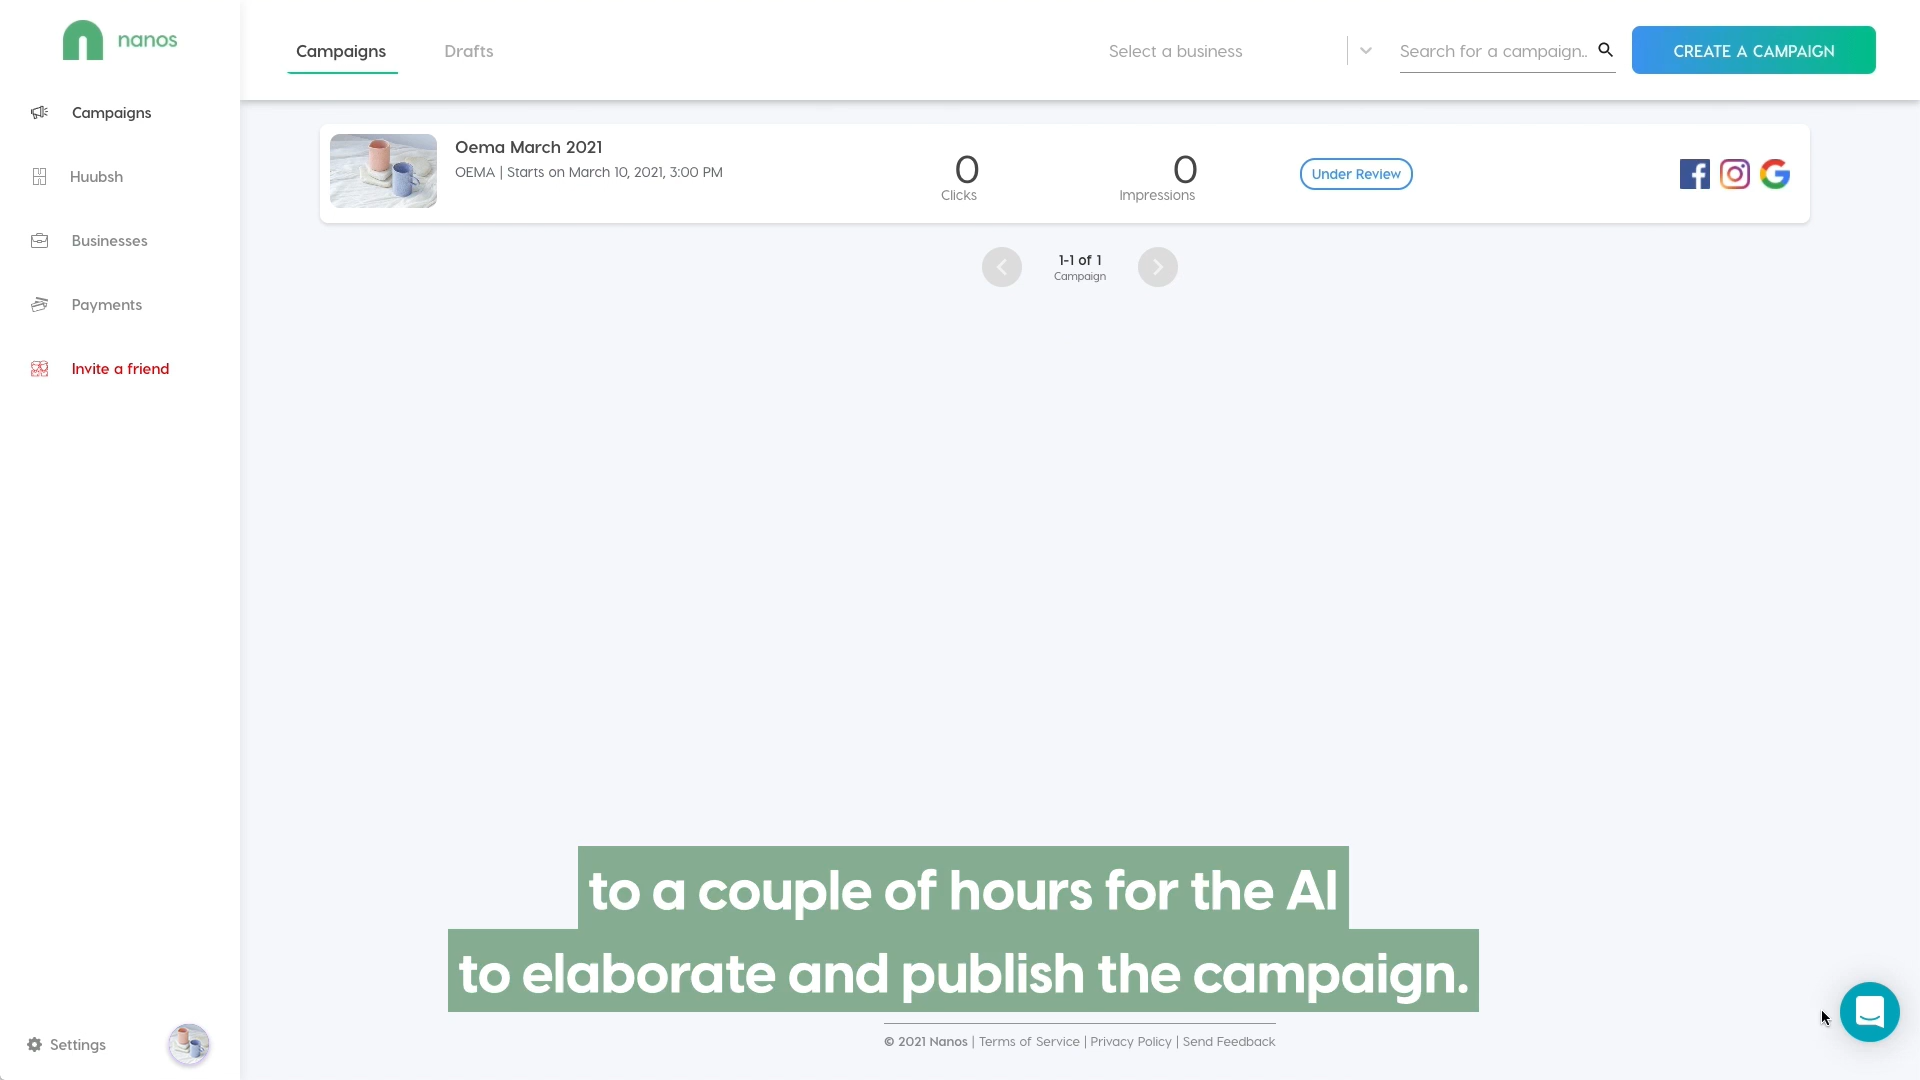 nanos
Campaigns
Drafts
Select a business
Search for a campaign..
CREATE A CAMPAIGN
Campaigns
Huubsh
Businesses
Payments
Invite a friend
Oema March 2021
OEMA | Starts on March 10, 2021, 3:00 PM
0
Clicks
0
Impressions
Under Review
1-1 of 1
Campaign
to a couple of hours for the AI
to elaborate and publish the campaign.
Settings
© 2021 Nanos | Terms of Service | Privacy Policy | Send Feedback